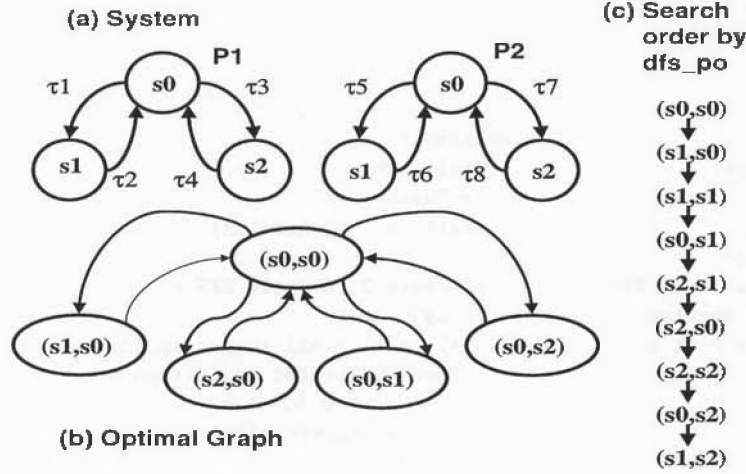 (a) System
P1
P2
τ1
s0
τ3
τ5
s0
τ7
s1
τ2
τ4
s2
s1
τ6
τ8
s2
(s0,s0)
(s1,s0)
(s2,s0)
(s0,s1)
(s0,s2)
(b) Optimal Graph
(c) Search
order by
dfs_po
(s0,s0)
(s1,s0)
(s1,s1)
(s0,s1)
(s2,s1)
(s2,s0)
(s2,s2)
(s0,s2)
(s1,s2)